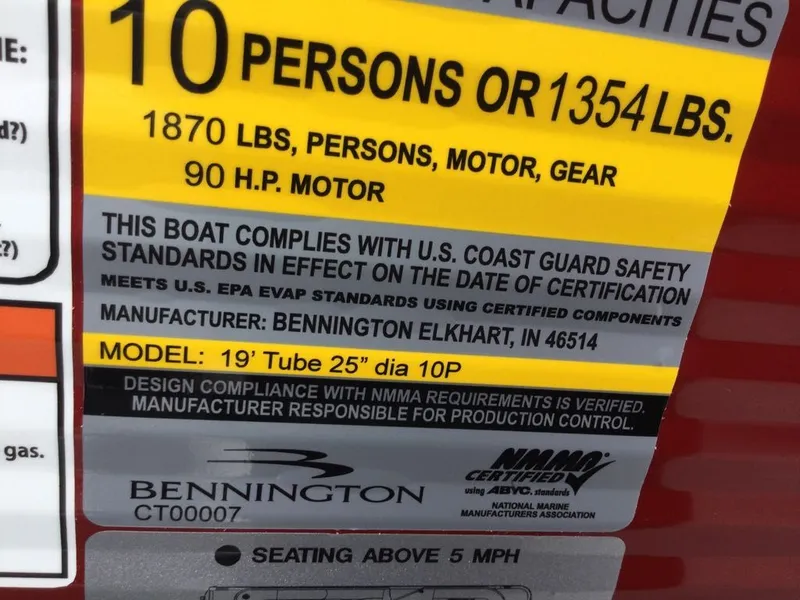 CAPACITIES
10 PERSONS OR 1354 LBS.
1870 LBS, PERSONS, MOTOR, GEAR
90 H.P. MOTOR
THIS BOAT COMPLIES WITH U.S. COAST GUARD SAFETY
STANDARDS IN EFFECT ON THE DATE OF CERTIFICATION
MEETS U.S. EPA EVAP STANDARDS USING CERTIFIED COMPONENTS
MANUFACTURER: BENNINGTON ELKHART, IN 46514
MODEL: 19' Tube 25" dia 10P
DESIGN COMPLIANCE WITH NMMA REQUIREMENTS IS VERIFIED.
MANUFACTURER RESPONSIBLE FOR PRODUCTION CONTROL.
BENNINGTON
CT00007
NMMA
CERTIFIED
using ABYC. standards
NATIONAL MARINE
MANUFACTURERS ASSOCIATION
SEATING ABOVE 5 MPH
E:
d?)
?)
gas.